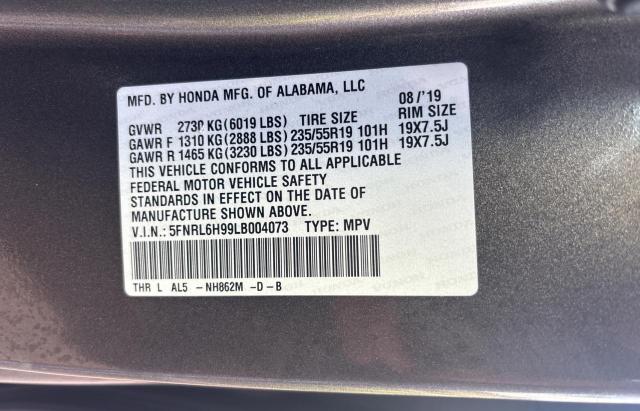 MFD. BY HONDA MFG. OF ALABAMA, LLC 08/'19
GVWR 2730 KG(6019 LBS) TIRE SIZE RIM SIZE
GAWR F 1310 KG(2888 LBS)235/55R19 101H 19X7.5J
GAWR R 1465 KG(3230 LBS)235/55R19 101H 19X7.5J
THIS VEHICLE CONFORMS TO ALL APPLICABLE
FEDERAL MOTOR VEHICLE SAFETY
STANDARDS IN EFFECT ON THE DATE OF
MANUFACTURE SHOWN ABOVE.
V.I.N.: 5FNRL6H99LB004073 TYPE: MPV
THR L AL5 -NH862M -D-B